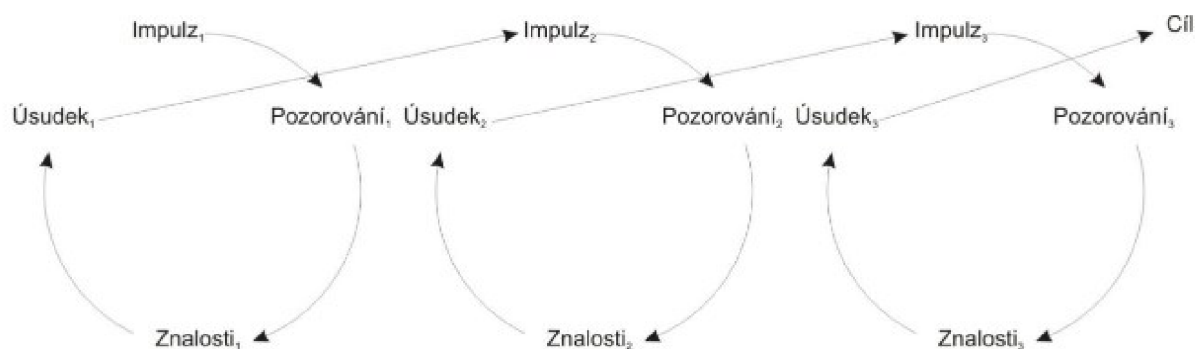 Impulz₁ Impulz₂ Impulz₃ Cíl
Úsudek₁ Pozorování₁ Úsudek₂ Pozorování₂ Úsudek₃ Pozorování₃
Znalosti₁ Znalosti₂ Znalosti₃